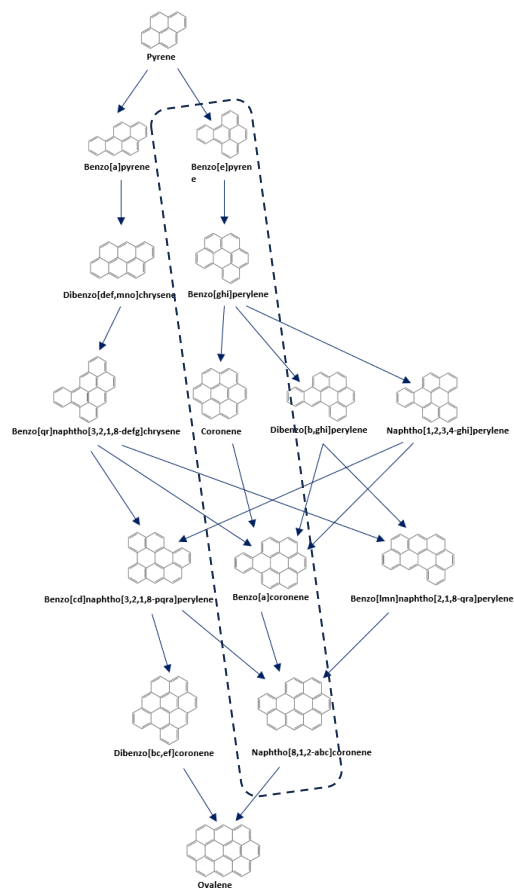 Pyrene
Benzo[a]pyrene
Benzo[e]pyren
e
Dibenzo[def,mno]chrysene
Benzo[ghi]perylene
Benzo[qr]naphtho[3,2,1,8-defg]chrysene
Coronene
Dibenzo[b,ghi]perylene
Naphtho[1,2,3,4-ghi]perylene
Benzo[cd]naphtho[3,2,1,8-pqra]perylene
Benzo[a]coronene
Benzo[lmn]naphtho[2,1,8-qra]perylene
Dibenzo[bc,ef]coronene
Naphtho[8,1,2-abc]coronene
Ovalene